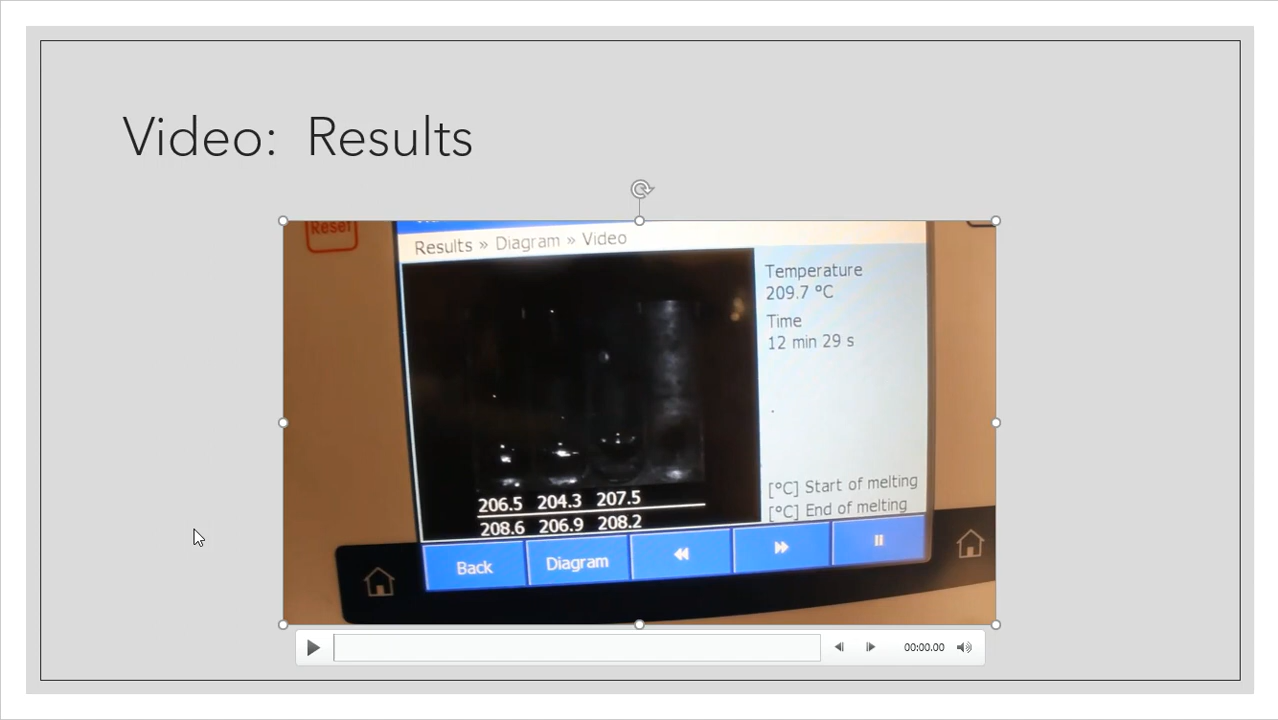 Video:  Results
Reset
Results » Diagram » Video
Temperature
209.7 °C
Time
12 min 29 s
[°C] Start of melting
[°C] End of melting
206.5 204.3 207.5
208.6 206.9 208.2
Back Diagram
00:00.00